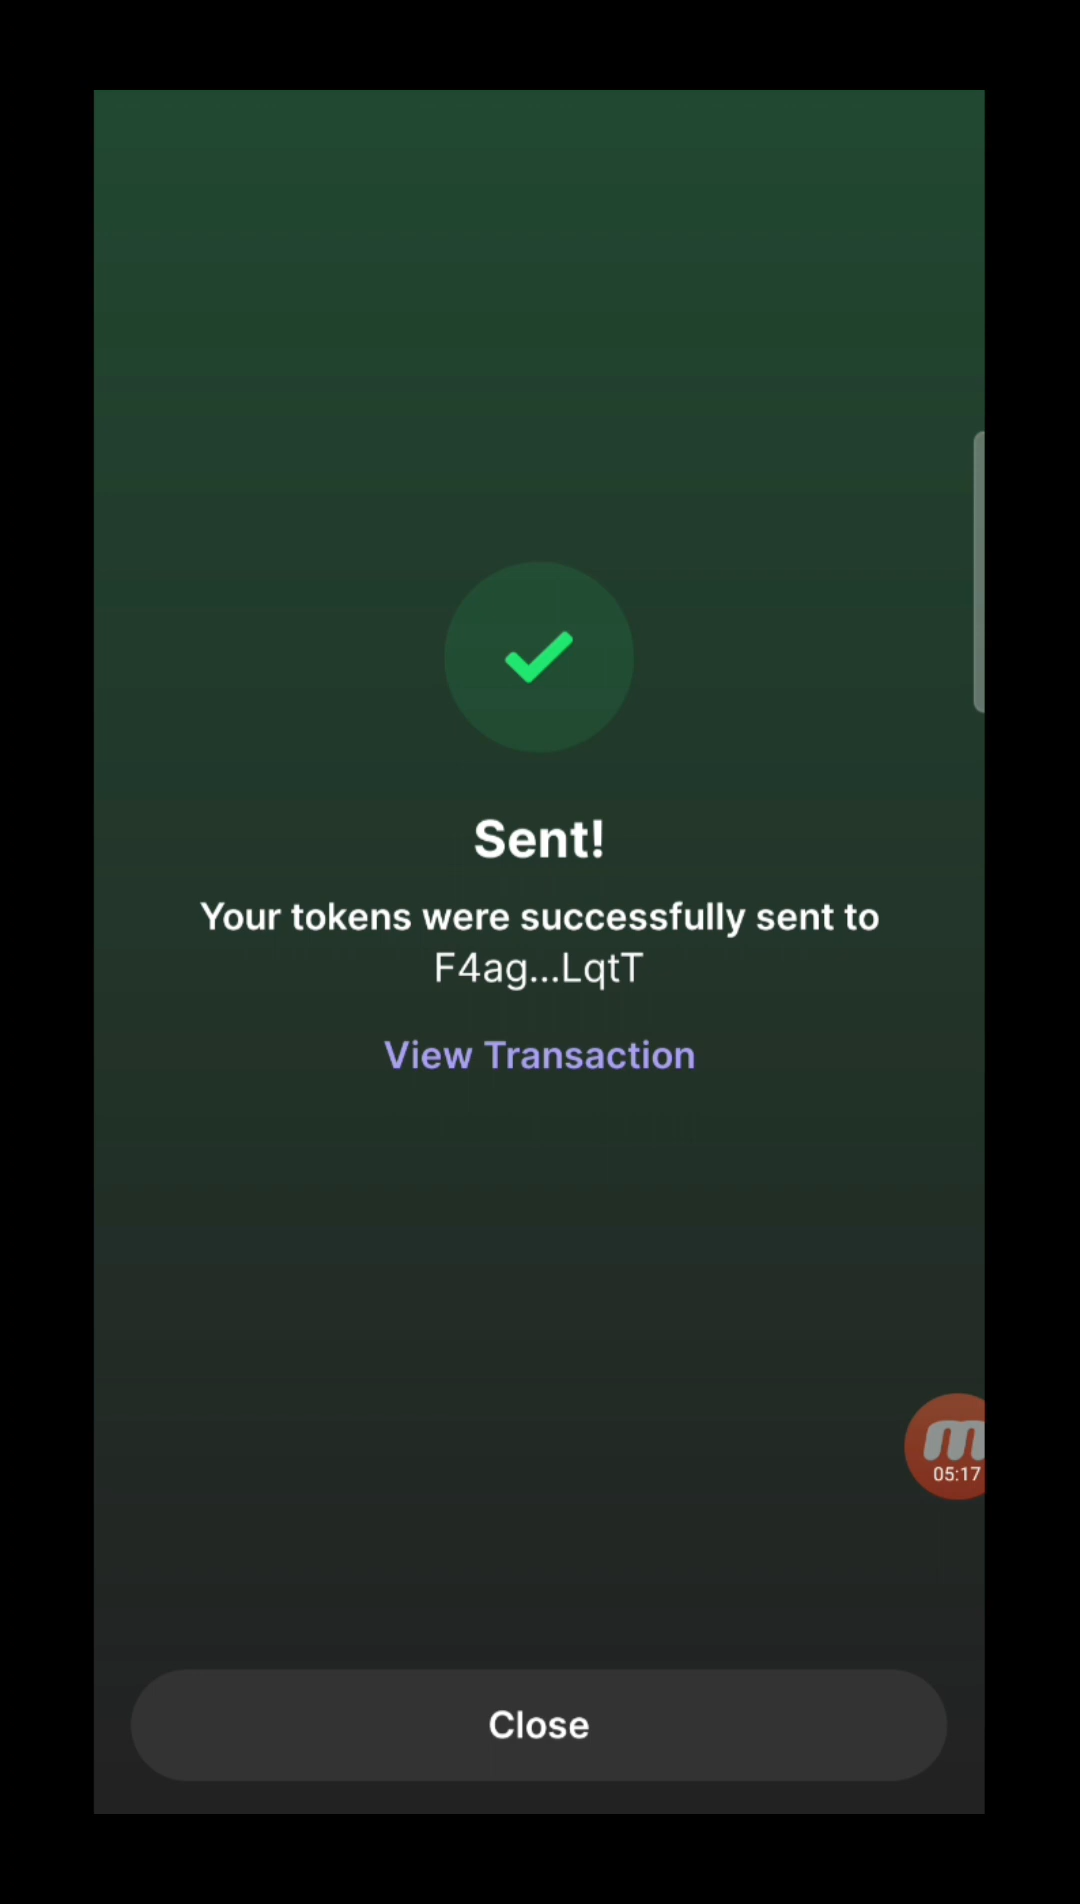 Sent!
Your tokens were successfully sent to
F4ag...LqtT
View Transaction
m
05:17
Close